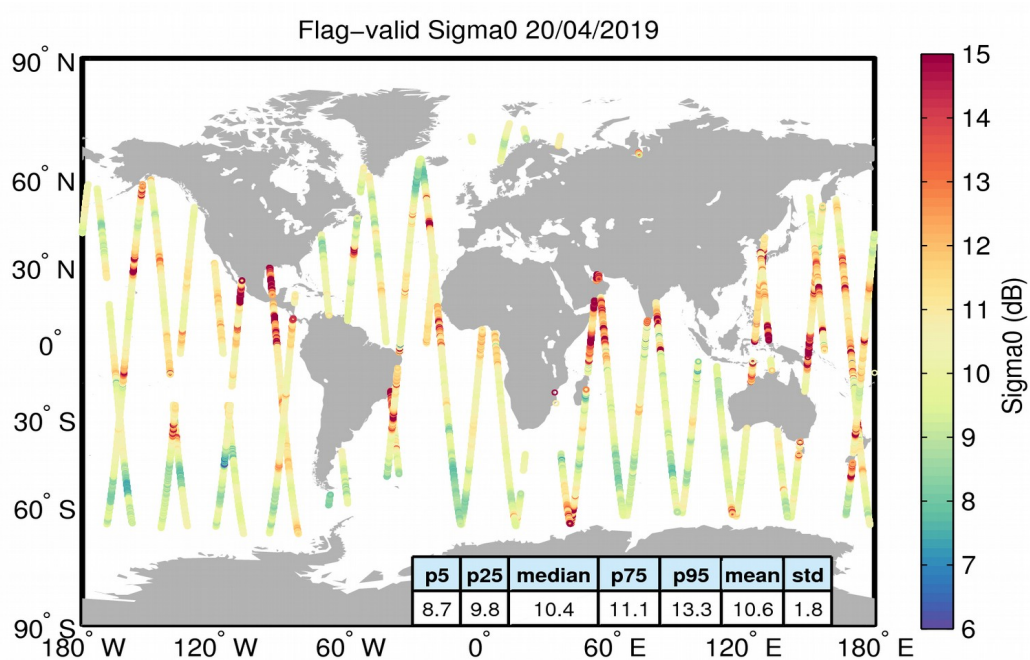 Flag−valid Sigma0 20/04/2019
90° N
60° N
30° N
0°
30° S
60° S
90° S
180° W
120° W
60° W
0°
60° E
120° E
180° E
15
14
13
12
11
10
9
8
7
6
Sigma0 (dB)
p5 p25 median p75 p95 mean std
8.7 9.8 10.4 11.1 13.3 10.6 1.8